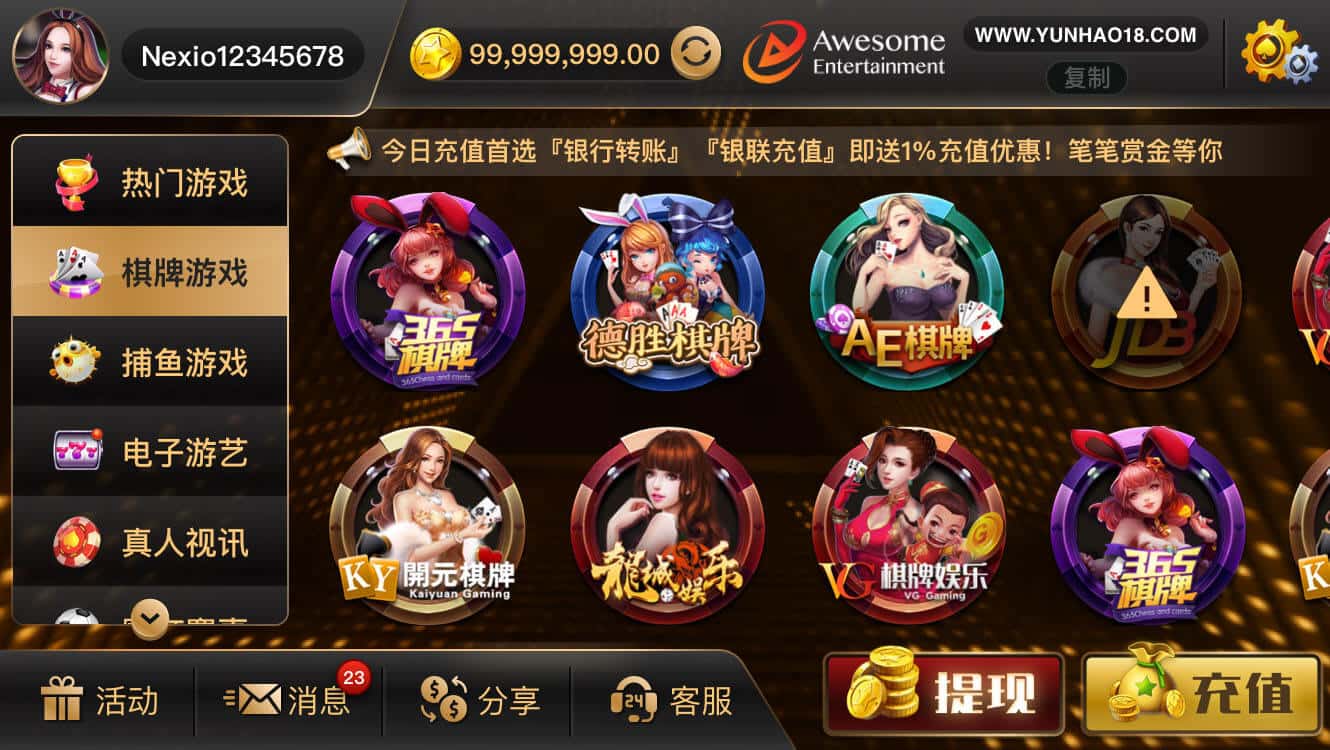 Nexio12345678
99,999,999.00
Awesome
Entertainment
WWW.YUNHAO18.COM
复制
今日充值首选『银行转账』『银联充值』即送1%充值优惠！笔笔赏金等你
热门游戏
棋牌游戏
捕鱼游戏
电子游艺
真人视讯
365
棋牌
365Chess and cards
德胜棋牌
AE棋牌
JDB
V
KY開元棋牌
Kaiyuan Gaming
龍城娱乐
VG棋牌娱乐
VG Gaming
365
棋牌
365Chess and cards
K
活动
消息
23
分享
24
客服
提现
充值